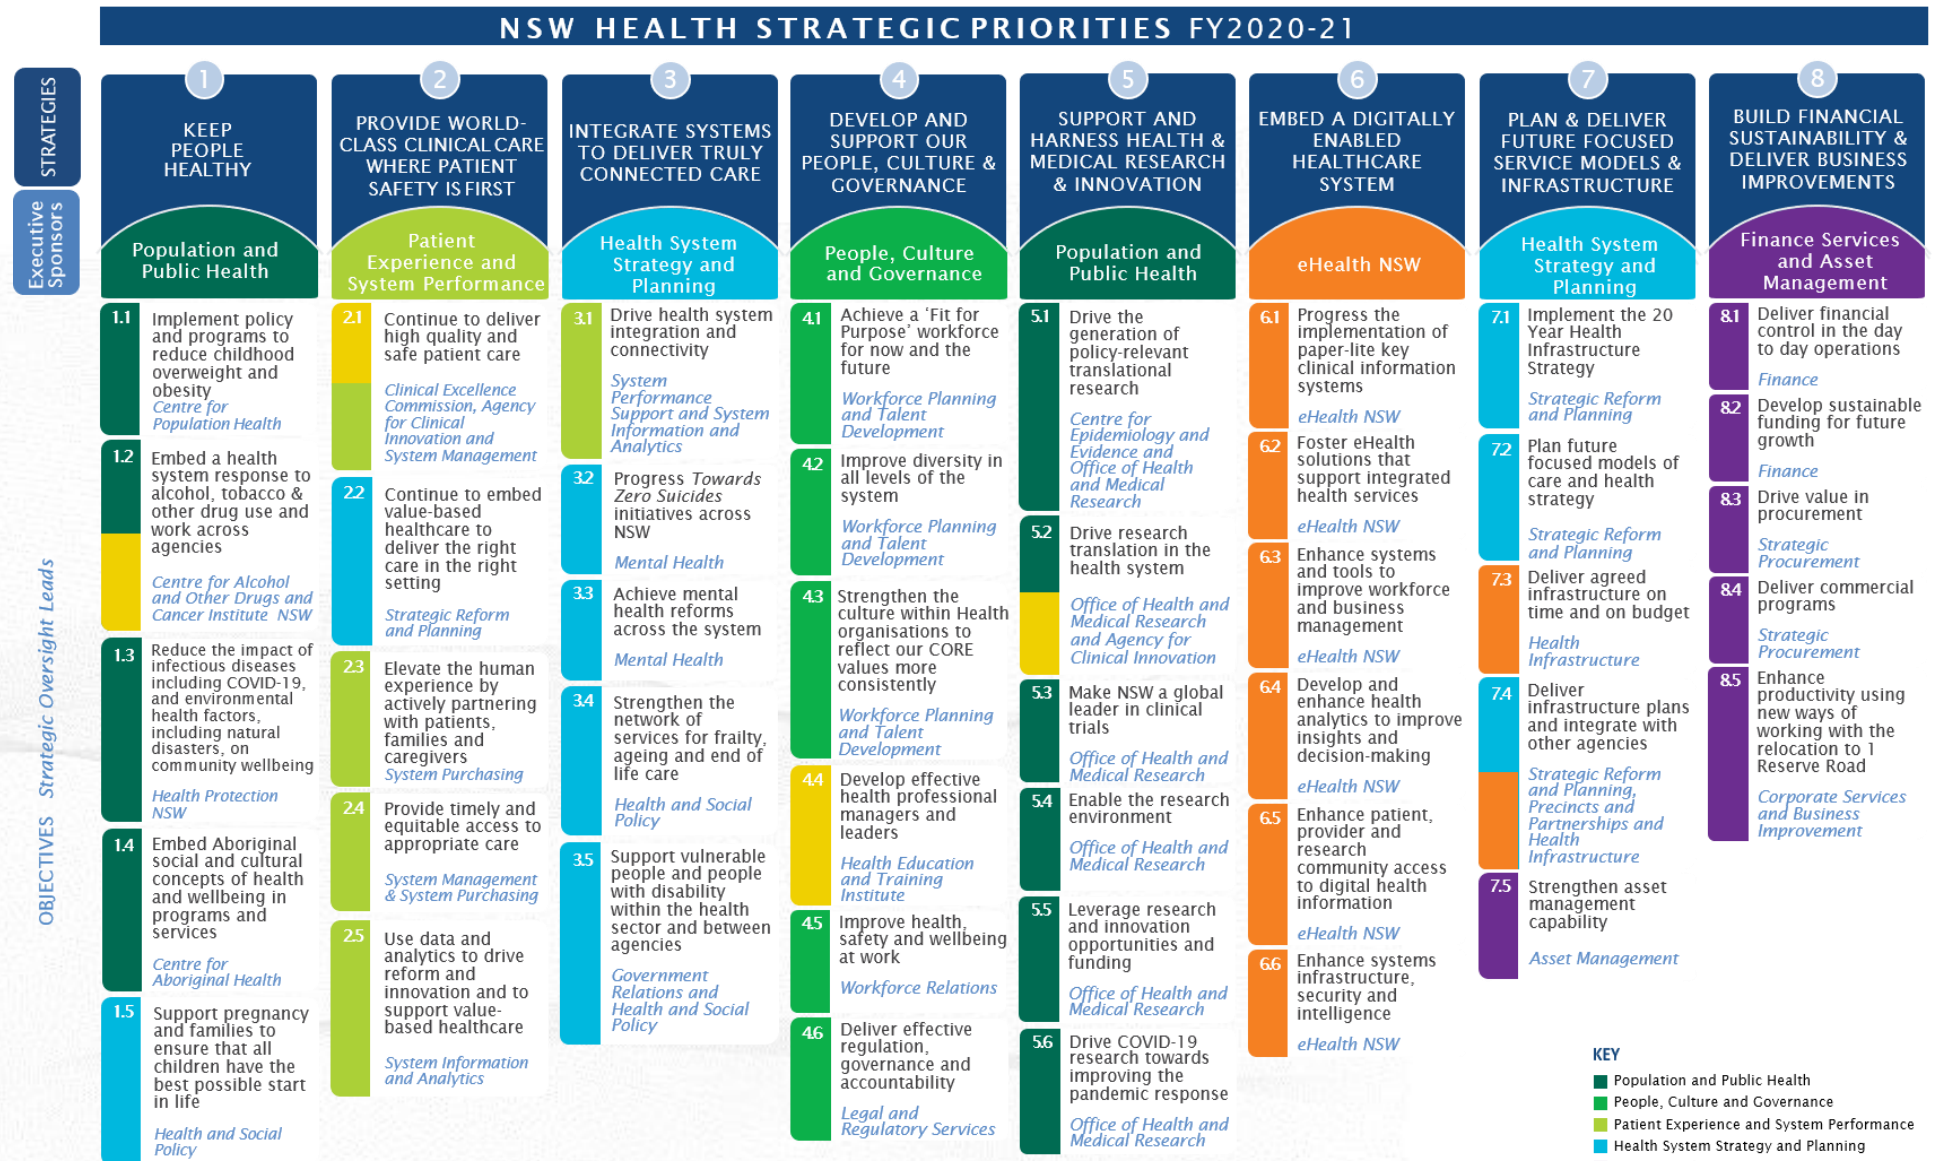 NSW HEALTH STRATEGIC PRIORITIES FY2020-21
STRATEGIES
Executive
Sponsors
OBJECTIVES Strategic Oversight Leads
1
KEEP
PEOPLE
HEALTHY
Population and
Public Health
1.1
Implement policy
and programs to
reduce childhood
overweight and
obesity
Centre for
Population Health
1.2
Embed a health
system response to
alcohol, tobacco &
other drug use and
work across
agencies
Centre for Alcohol
and Other Drugs and
Cancer Institute NSW
1.3
Reduce the impact of
infectious diseases
including COVID-19,
and environmental
health factors,
including natural
disasters, on
community wellbeing
Health Protection
NSW
1.4
Embed Aboriginal
social and cultural
concepts of health
and wellbeing in
programs and
services
Centre for
Aboriginal Health
1.5
Support pregnancy
and families to
ensure that all
children have the
best possible start
in life
Health and Social
Policy
2
PROVIDE WORLD-
CLASS CLINICAL CARE
WHERE PATIENT
SAFETY IS FIRST
Patient
Experience and
System Performance
2.1
Continue to deliver
high quality and
safe patient care
Clinical Excellence
Commission, Agency
for Clinical
Innovation and
System Management
2.2
Continue to embed
value-based
healthcare to
deliver the right
care in the right
setting
Strategic Reform
and Planning
2.3
Elevate the human
experience by
actively partnering
with patients,
families and
caregivers
System Purchasing
2.4
Provide timely and
equitable access to
appropriate care
System Management
& System Purchasing
2.5
Use data and
analytics to drive
reform and
innovation and to
support value-
based healthcare
System Information
and Analytics
3
INTEGRATE SYSTEMS
TO DELIVER TRULY
CONNECTED CARE
Health System
Strategy and
Planning
3.1
Drive health system
integration and
connectivity
System
Performance
Support and System
Information and
Analytics
3.2
Progress Towards
Zero Suicides
initiatives across
NSW
Mental Health
3.3
Achieve mental
health reforms
across the system
Mental Health
3.4
Strengthen the
network of
services for frailty,
ageing and end of
life care
Health and Social
Policy
3.5
Support vulnerable
people and people
with disability
within the health
sector and between
agencies
Government
Relations and
Health and Social
Policy
4
DEVELOP AND
SUPPORT OUR
PEOPLE, CULTURE &
GOVERNANCE
People, Culture
and Governance
4.1
Achieve a ‘Fit for
Purpose’ workforce
for now and the
future
Workforce Planning
and Talent
Development
4.2
Improve diversity in
all levels of the
system
Workforce Planning
and Talent
Development
4.3
Strengthen the
culture within Health
organisations to
reflect our CORE
values more
consistently
Workforce Planning
and Talent
Development
4.4
Develop effective
health professional
managers and
leaders
Health Education
and Training
Institute
4.5
Improve health,
safety and wellbeing
at work
Workforce Relations
4.6
Deliver effective
regulation,
governance and
accountability
Legal and
Regulatory Services
5
SUPPORT AND
HARNESS HEALTH &
MEDICAL RESEARCH
& INNOVATION
Population and
Public Health
5.1
Drive the
generation of
policy-relevant
translational
research
Centre for
Epidemiology and
Evidence and
Office of Health
and Medical
Research
5.2
Drive research
translation in the
health system
Office of Health and
Medical Research
and Agency for
Clinical Innovation
5.3
Make NSW a global
leader in clinical
trials
Office of Health and
Medical Research
5.4
Enable the research
environment
Office of Health and
Medical Research
5.5
Leverage research
and innovation
opportunities and
funding
Office of Health and
Medical Research
5.6
Drive COVID-19
research towards
improving the
pandemic response
Office of Health and
Medical Research
6
EMBED A DIGITALLY
ENABLED
HEALTHCARE
SYSTEM
eHealth NSW
6.1
Progress the
implementation of
paper-lite key
clinical information
systems
eHealth NSW
6.2
Foster eHealth
solutions that
support integrated
health services
eHealth NSW
6.3
Enhance systems
and tools to
improve workforce
and business
management
eHealth NSW
6.4
Develop and
enhance health
analytics to improve
insights and
decision-making
eHealth NSW
6.5
Enhance patient,
provider and
research
community access
to digital health
information
eHealth NSW
6.6
Enhance systems
infrastructure,
security and
intelligence
eHealth NSW
7
PLAN & DELIVER
FUTURE FOCUSED
SERVICE MODELS &
INFRASTRUCTURE
Health System
Strategy and
Planning
7.1
Implement the 20
Year Health
Infrastructure
Strategy
Strategic Reform
and Planning
7.2
Plan future
focused models of
care and health
strategy
Strategic Reform
and Planning
7.3
Deliver agreed
infrastructure on
time and on budget
Health
Infrastructure
7.4
Deliver
infrastructure plans
and integrate with
other agencies
Strategic Reform
and Planning,
Precincts and
Partnerships and
Health
Infrastructure
7.5
Strengthen asset
management
capability
Asset Management
8
BUILD FINANCIAL
SUSTAINABILITY &
DELIVER BUSINESS
IMPROVEMENTS
Finance Services
and Asset
Management
8.1
Deliver financial
control in the day
to day operations
Finance
8.2
Develop sustainable
funding for future
growth
Finance
8.3
Drive value in
procurement
Strategic
Procurement
8.4
Deliver commercial
programs
Strategic
Procurement
8.5
Enhance
productivity using
new ways of
working with the
relocation to 1
Reserve Road
Corporate Services
and Business
Improvement
KEY
Population and Public Health
People, Culture and Governance
Patient Experience and System Performance
Health System Strategy and Planning